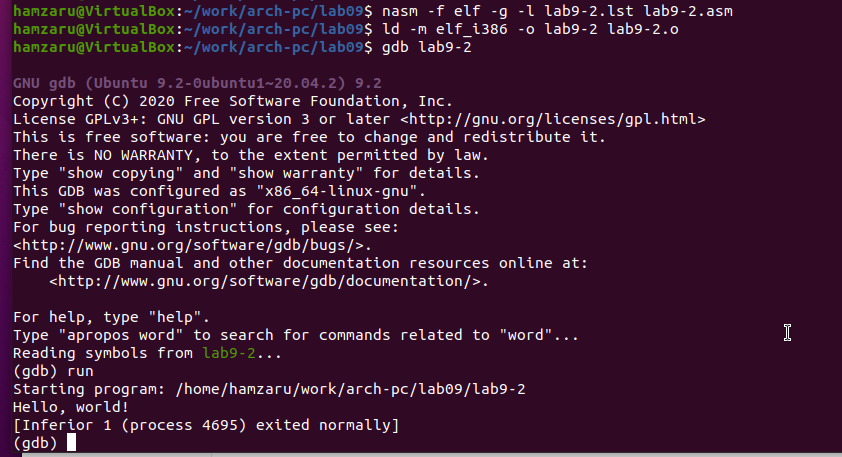 hamzaru@VirtualBox:~/work/arch-pc/lab09$ nasm -f elf -g -l lab9-2.lst lab9-2.asm
hamzaru@VirtualBox:~/work/arch-pc/lab09$ ld -m elf_i386 -o lab9-2 lab9-2.o
hamzaru@VirtualBox:~/work/arch-pc/lab09$ gdb lab9-2
GNU gdb (Ubuntu 9.2-0ubuntu1~20.04.2) 9.2
Copyright (C) 2020 Free Software Foundation, Inc.
License GPLv3+: GNU GPL version 3 or later <http://gnu.org/licenses/gpl.html>
This is free software: you are free to change and redistribute it.
There is NO WARRANTY, to the extent permitted by law.
Type "show copying" and "show warranty" for details.
This GDB was configured as "x86_64-linux-gnu".
Type "show configuration" for configuration details.
For bug reporting instructions, please see:
<http://www.gnu.org/software/gdb/bugs/>.
Find the GDB manual and other documentation resources online at:
    <http://www.gnu.org/software/gdb/documentation/>.
For help, type "help".
Type "apropos word" to search for commands related to "word"...
Reading symbols from lab9-2...
(gdb) run
Starting program: /home/hamzaru/work/arch-pc/lab09/lab9-2
Hello, world!
[Inferior 1 (process 4695) exited normally]
(gdb)